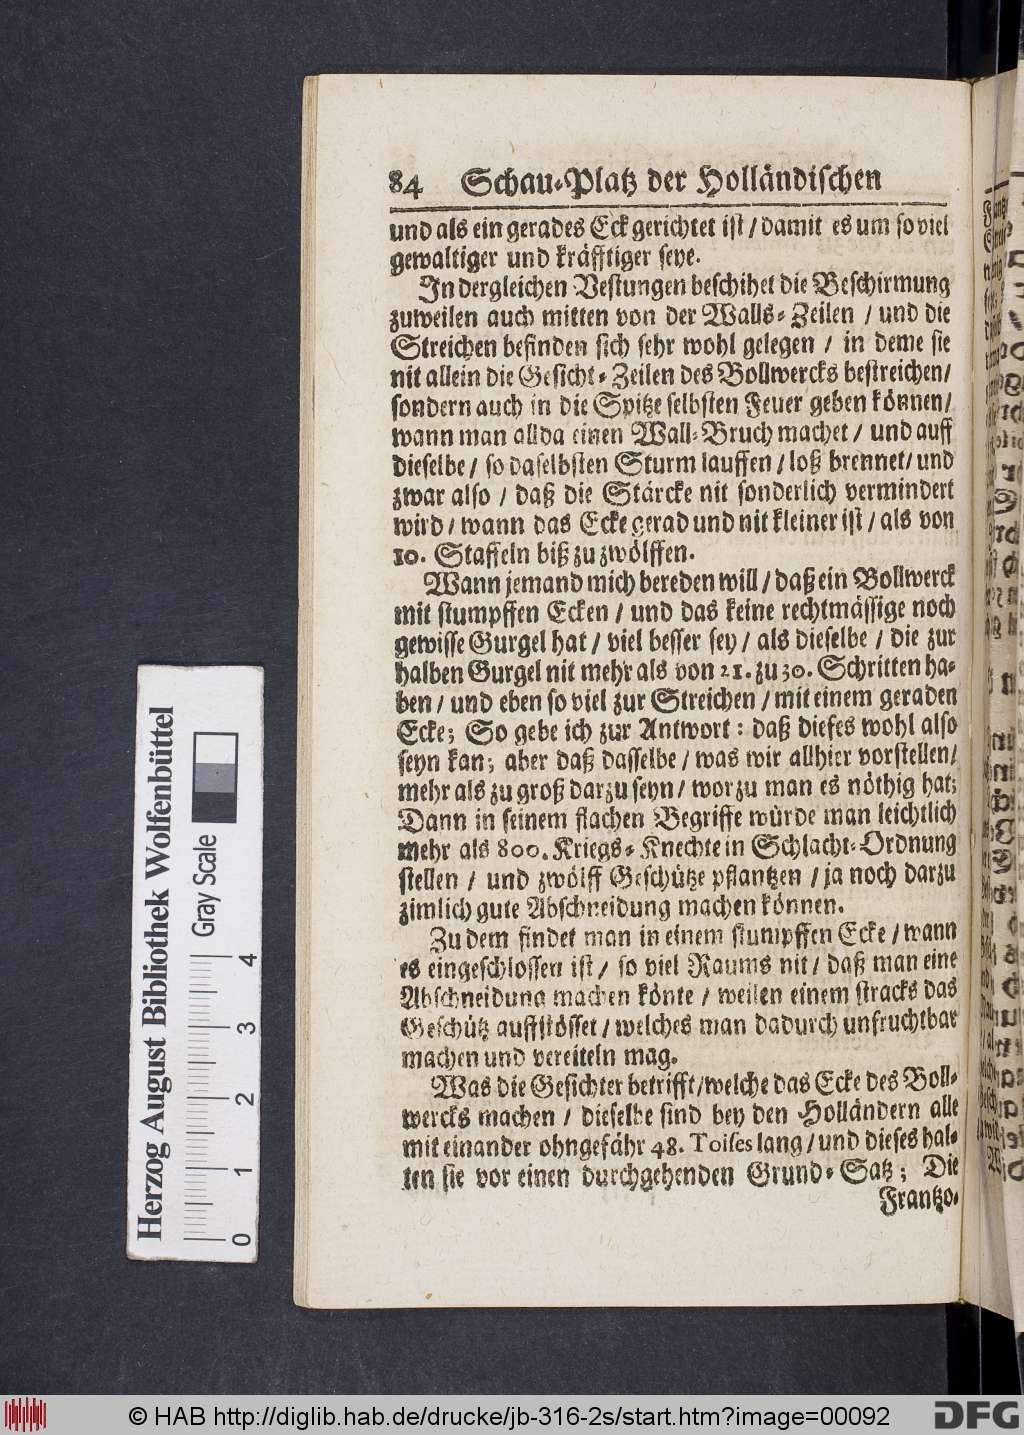 84 Schau-Platz der Holländischen
und als ein gerades Eck gerichtet ist / damit es um so viel
gewaltiger und kräfftiger seye.
In dergleichen Vestungen beschihet die Beschirmung
zuweilen auch mitten von der Walls-Zeilen / und die
Streichen befinden sich sehr wohl gelegen / in deme sie
nit allein die Gesicht-Zeilen des Bollwercks bestreichen/
sondern auch in die Spitze selbsten Feuer geben können/
wann man allda einen Wall-Bruch machet / und auff
dieselbe / so daselbsten Sturm lauffen / loß brennet/ und
zwar also / daß die Stärcke nit sonderlich vermindert
wird / wann das Ecke gerad und nit kleiner ist / als von
10. Staffeln biß zu zwölffen.
Wann jemand mich bereden will / daß ein Bollwerck
mit stumpffen Ecken / und das keine rechtmässige noch
gewisse Gurgel hat / viel besser sey / als dieselbe / die zur
halben Gurgel nit mehr als von 21. zu 30. Schritten ha-
ben / und eben so viel zur Streichen / mit einem geraden
Ecke; So gebe ich zur Antwort: daß dieses wohl also
seyn kan; aber daß dasselbe / was wir allhier vorstellen/
mehr als zu groß darzu seyn / worzu man es nöthig hat;
Dann in seinem flachen Begriffe würde man leichtlich
mehr als 800. Kriegs-Knechte in Schlacht-Ordnung
stellen / und zwölff Geschütze pflantzen / ja noch darzu
zimlich gute Abschneidung machen können.
Zu dem findet man in einem stumpffen Ecke / wann
es eingeschlossen ist / so viel Raums nit / daß man eine
Abschneidung machen könte / weilen einem stracks das
Geschütz auffstösset / welches man dadurch unfruchtbar
machen und vereiteln mag.
Was die Gesichter betrifft/welche das Ecke des Boll-
wercks machen / dieselbe sind bey den Holländern alle
mit einander ohngefähr 48. Toises lang / und dieses hal-
ten sie vor einen durchgehenden Grund-Satz; Die
Frantzo-
Herzog August Bibliothek Wolfenbüttel
Gray Scale
0 1 2 3 4
© HAB http://diglib.hab.de/drucke/jb-316-2s/start.htm?image=00092
DFG